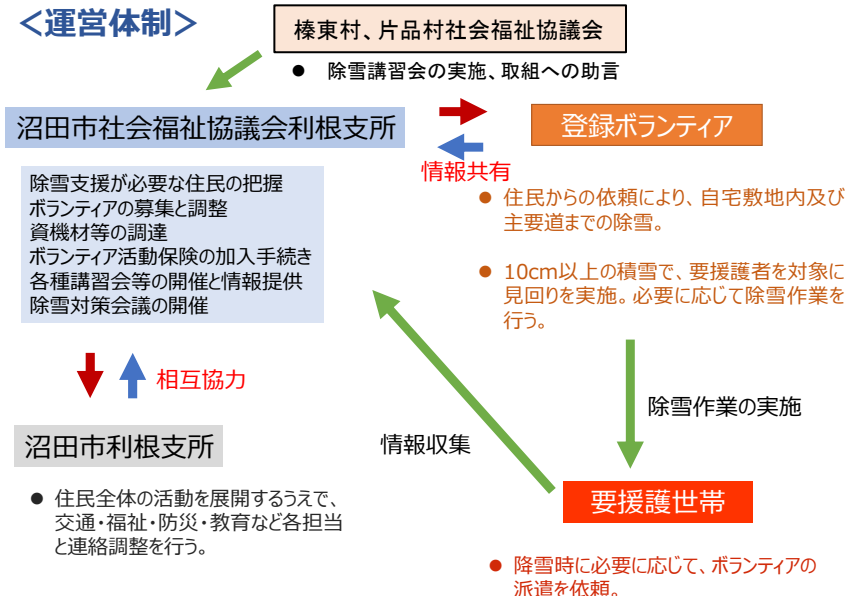 ＜運営体制＞
榛東村、片品村社会福祉協議会
● 除雪講習会の実施、取組への助言
沼田市社会福祉協議会利根支所
登録ボランティア
情報共有
除雪支援が必要な住民の把握
ボランティアの募集と調整
資機材等の調達
ボランティア活動保険の加入手続き
各種講習会等の開催と情報提供
除雪対策会議の開催
● 住民からの依頼により、自宅敷地内及び
主要道までの除雪。
● 10cm以上の積雪で、要援護者を対象に
見回りを実施。必要に応じて除雪作業を
行う。
相互協力
除雪作業の実施
沼田市利根支所
情報収集
● 住民全体の活動を展開するうえで、
交通・福祉・防災・教育など各担当
と連絡調整を行う。
要援護世帯
● 降雪時に必要に応じて、ボランティアの
派遣を依頼。